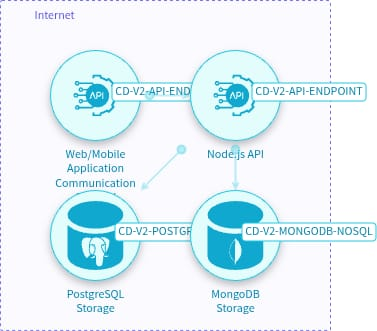 Internet
API
CD-V2-API-END
API
CD-V2-API-ENDPOINT
Web/Mobile
Application
Communication
Node.js API
CD-V2-POSTGR
CD-V2-MONGODB-NOSQL
PostgreSQL
Storage
MongoDB
Storage